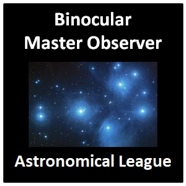 Binocular
Master Observer
Astronomical League